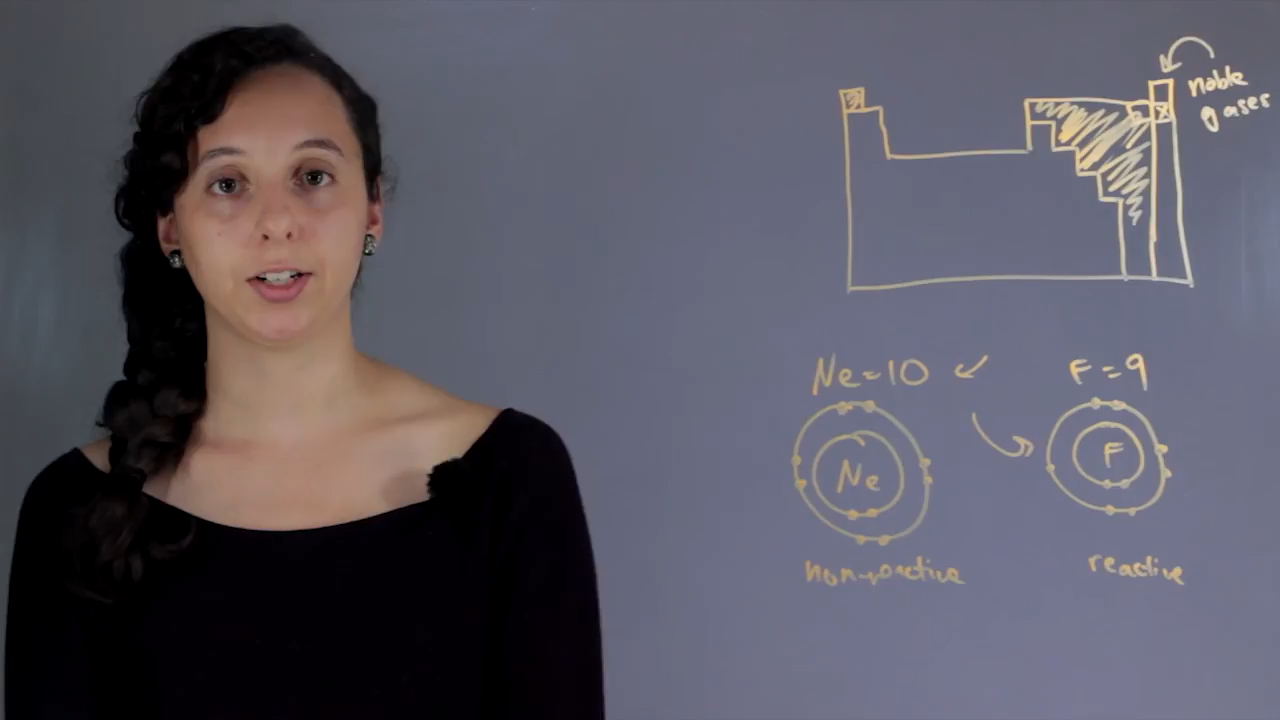 noble
gases
Ne=10
F=9
Ne
F
non-reactive
reactive